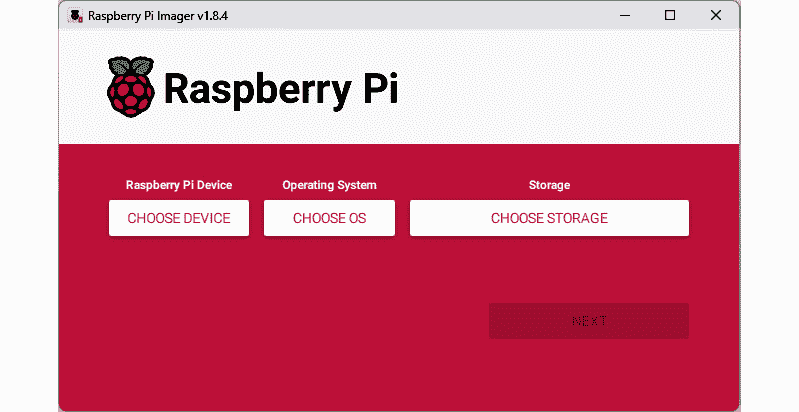 Raspberry Pi Imager v1.8.4
Raspberry Pi
Raspberry Pi Device Operating System Storage
CHOOSE DEVICE CHOOSE OS CHOOSE STORAGE
NEXT